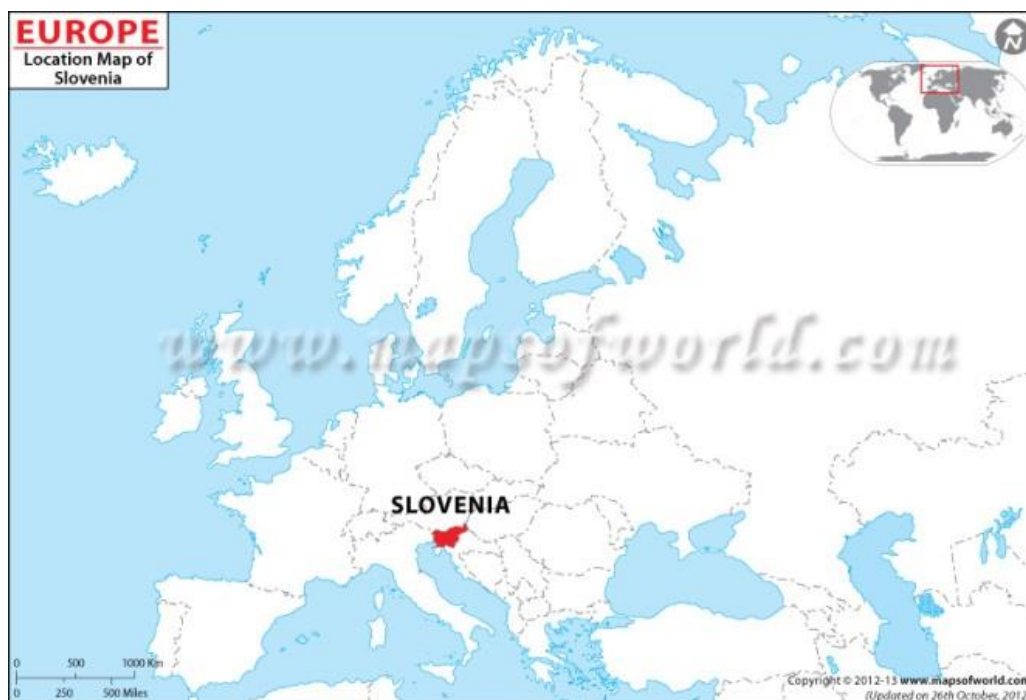 EUROPE
Location Map of
Slovenia
N
www.mapsofworld.com
SLOVENIA
0 500 1000 Km
0 250 500 Miles
Copyright © 2012-13 www.mapsofworld.com
(Updated on 26th October, 201